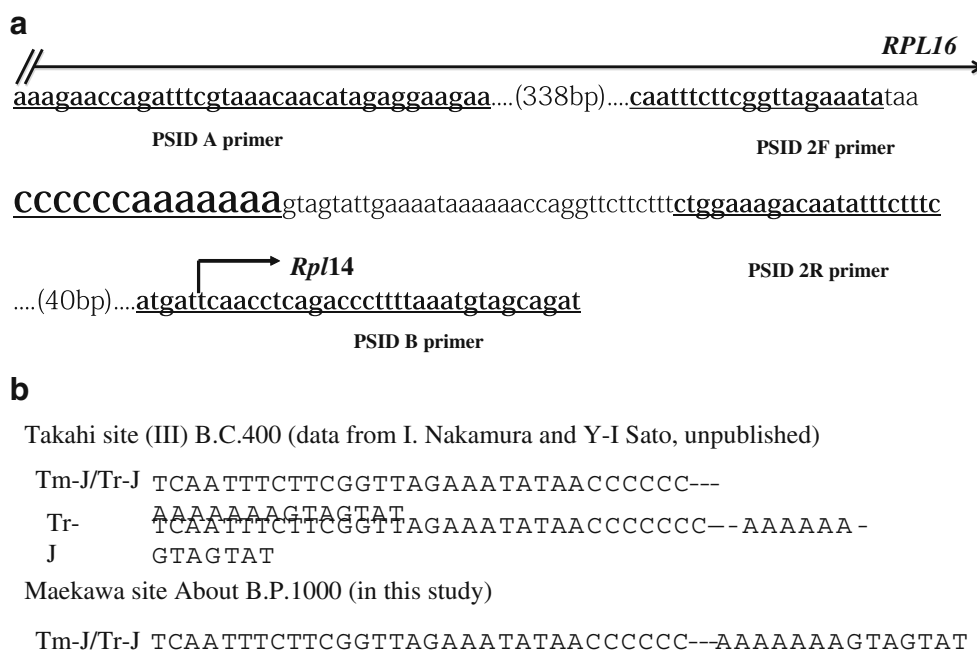 a
RPL16
aaagaaccagatttcgtaaacaacatagaggaagaa....(338bp)....caatttcttcggttagaaatataa
PSID A primer
PSID 2F primer
ccccccaaaaaaagtagtattgaaaataaaaaaccaggttcttctttctggaaagacaatatttctttc
PSID 2R primer
Rpl14
....(40bp)....atgattcaacctcagacccttttaaatgtagcagat
PSID B primer
b
Takahi site (III) B.C.400 (data from I. Nakamura and Y-I Sato, unpublished)
Tm-J/Tr-J TCAATTTCTTCGGTTAGAAATATAACCCCCC---
AAAAAAAGTAGTAT
Tr-J TCAATTTCTTCGGTTAGAAATATAACCCCCCC---AAAAAA-
GTAGTAT
Maekawa site About B.P.1000 (in this study)
Tm-J/Tr-J TCAATTTCTTCGGTTAGAAATATAACCCCCC---AAAAAAAGTAGTAT